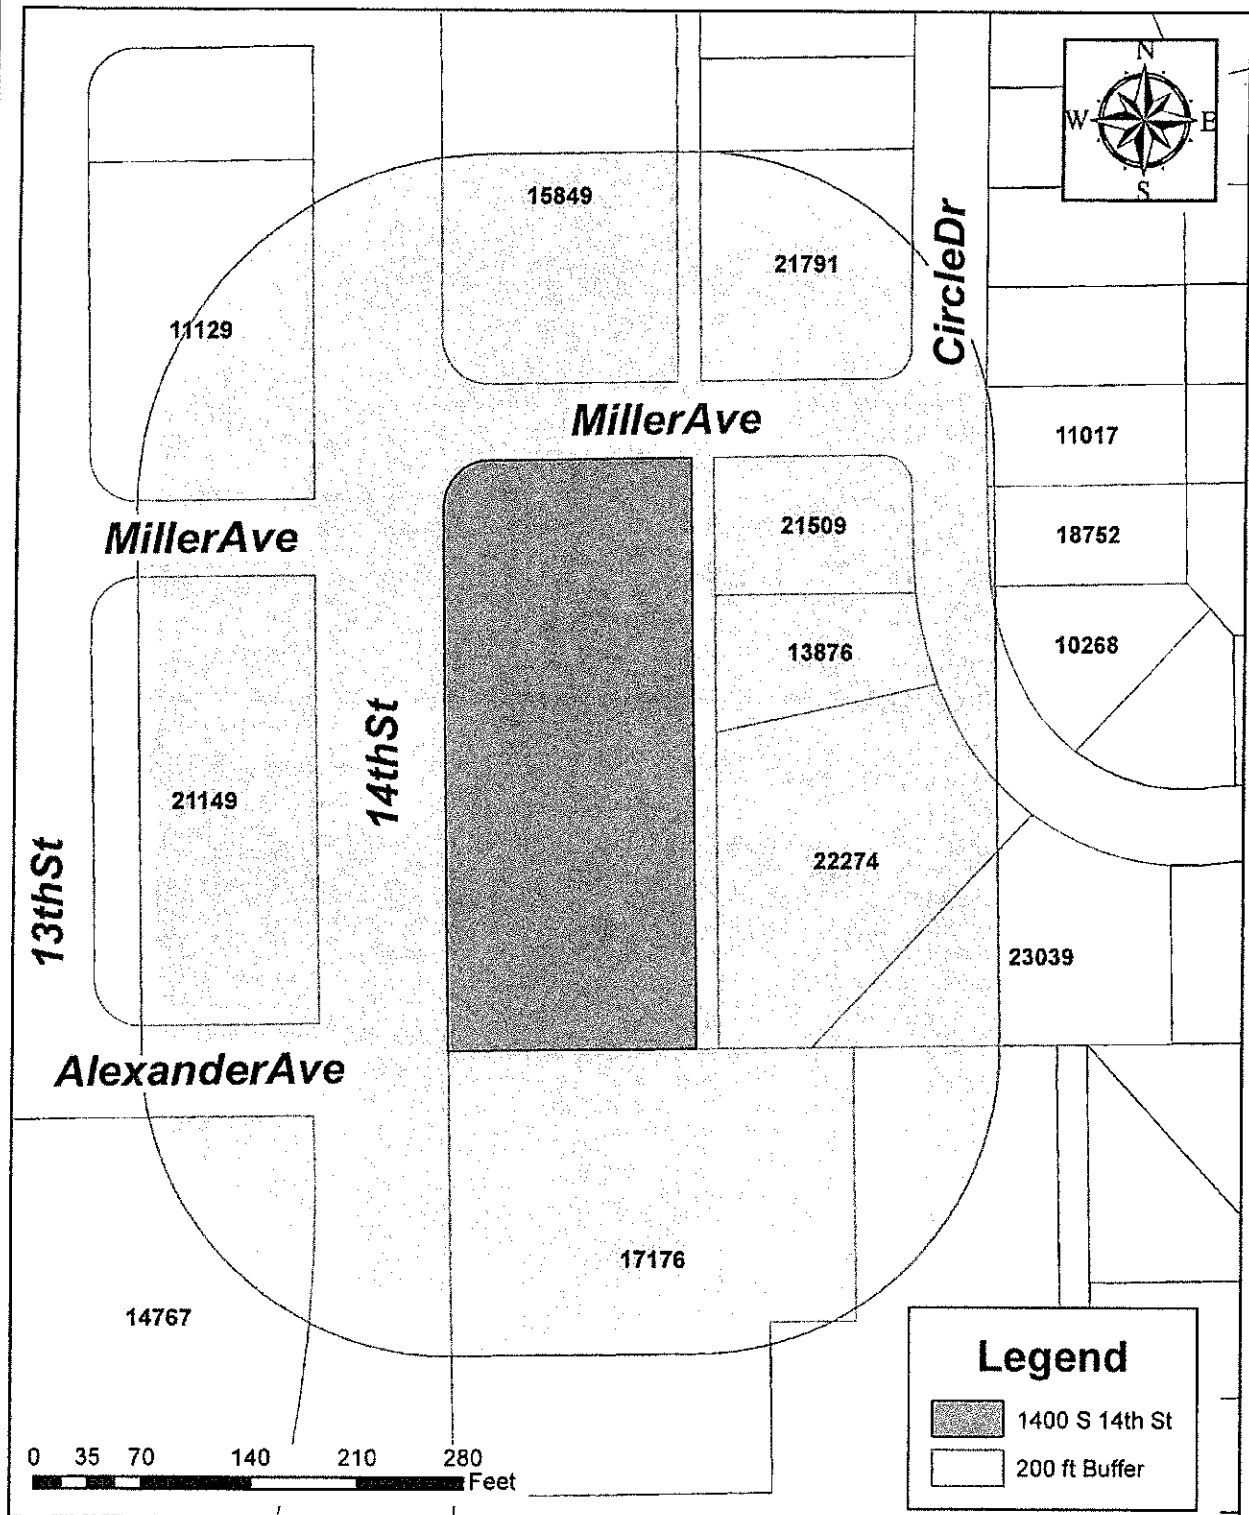 N
W E
S
15849
21791
CircleDr
11129
MillerAve
11017
21509
18752
MillerAve
13876
10268
14thSt
21149
22274
13thSt
23039
AlexanderAve
17176
14767
Legend
1400 S 14th St
200 ft Buffer
0 35 70 140 210 280
Feet